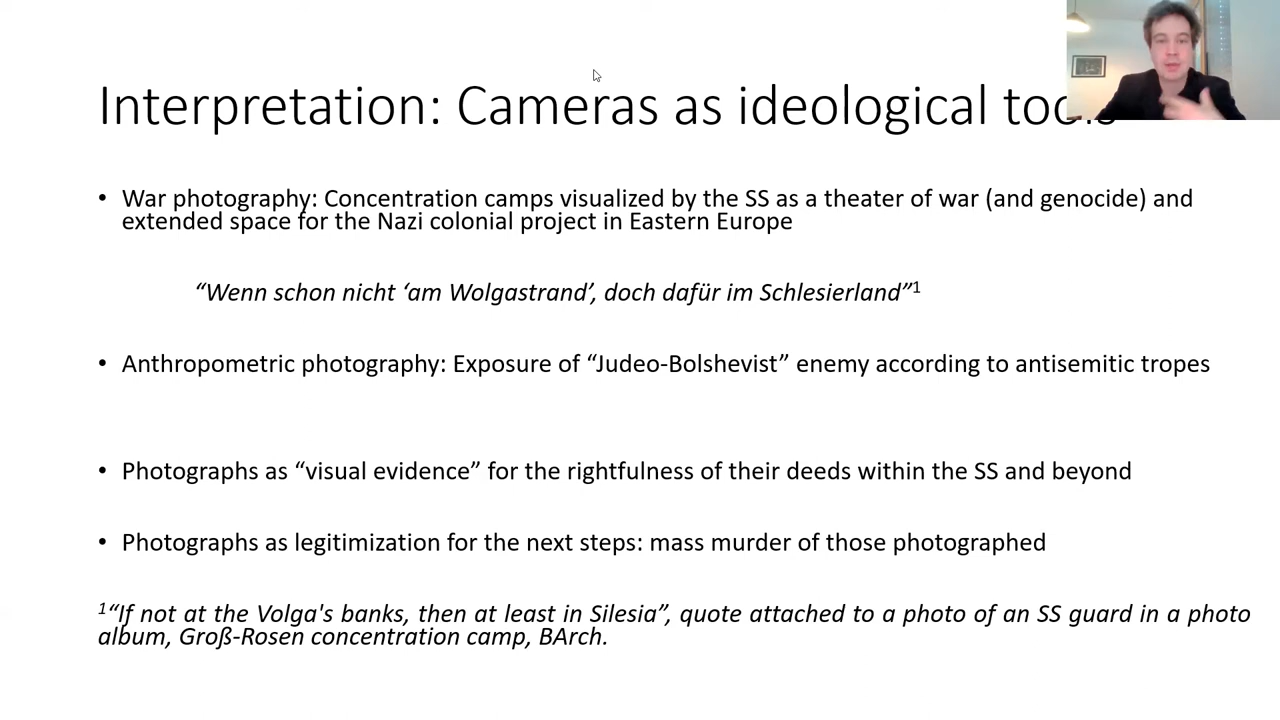 Interpretation: Cameras as ideological tools
• War photography: Concentration camps visualized by the SS as a theater of war (and genocide) and
extended space for the Nazi colonial project in Eastern Europe
“Wenn schon nicht ‘am Wolgastrand’, doch dafür im Schlesierland”1
• Anthropometric photography: Exposure of “Judeo-Bolshevist” enemy according to antisemitic tropes
• Photographs as “visual evidence” for the rightfulness of their deeds within the SS and beyond
• Photographs as legitimization for the next steps: mass murder of those photographed
1“If not at the Volga's banks, then at least in Silesia”, quote attached to a photo of an SS guard in a photo
album, Groß-Rosen concentration camp, BArch.